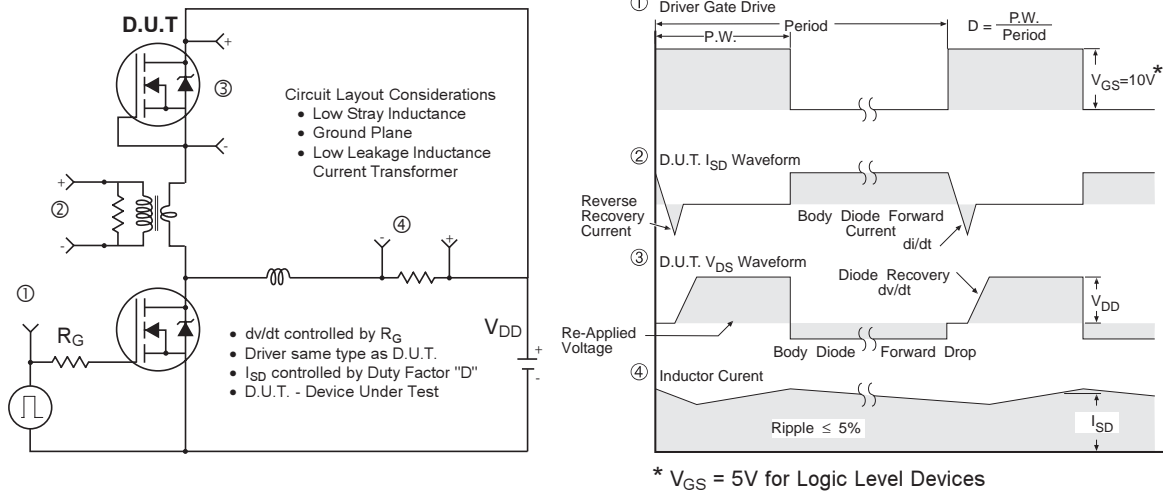 D.U.T
+
③
-
Circuit Layout Considerations
• Low Stray Inductance
• Ground Plane
• Low Leakage Inductance
Current Transformer
+
②
-
④
- +
①
R_G
V_DD
+
-
• dv/dt controlled by R_G
• Driver same type as D.U.T.
• I_SD controlled by Duty Factor "D"
• D.U.T. - Device Under Test
① Driver Gate Drive
Period
P.W.
D = P.W. / Period
V_GS=10V *
② D.U.T. I_SD Waveform
Reverse
Recovery
Current
Body Diode Forward
Current
di/dt
③ D.U.T. V_DS Waveform
Diode Recovery
dv/dt
V_DD
Re-Applied
Voltage
Body Diode Forward Drop
④ Inductor Curent
Ripple ≤ 5%
I_SD
* V_GS = 5V for Logic Level Devices